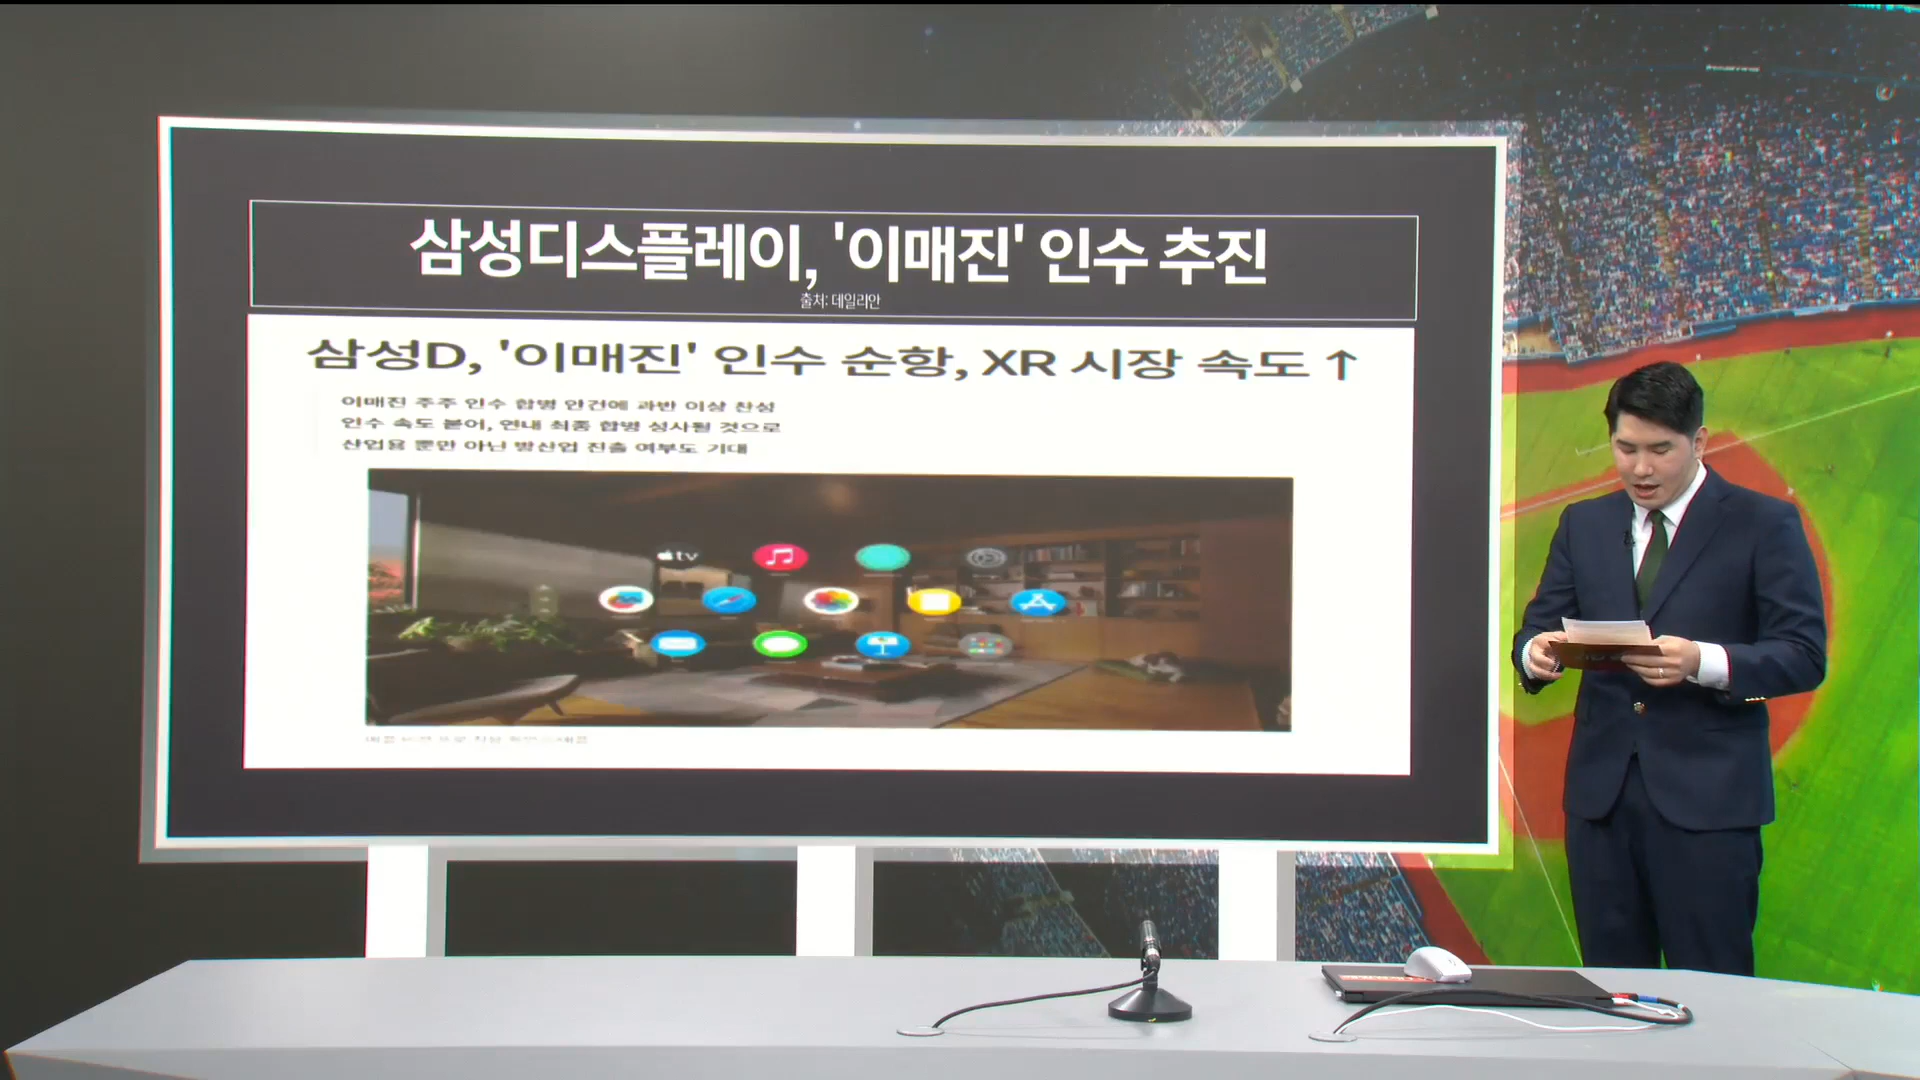 삼성디스플레이, '이매진' 인수 추진
출처: 데일리안
삼성D, '이매진' 인수 순항, XR 시장 속도 ↑
이매진 주주 인수 합병 안건에 과반 이상 찬성
인수 속도 붙어, 연내 최종 합병 성사될 것으로
산업용 뿐만 아닌 방산업 진출 여부도 기대
tv